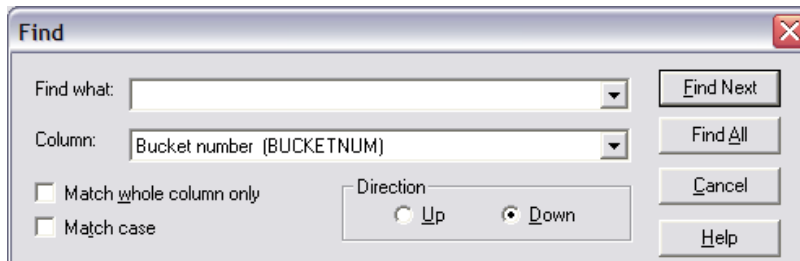 Find
Find what:
Find Next
Column: Bucket number (BUCKETNUM)
Find All
Match whole column only
Match case
Direction
Up Down
Cancel
Help